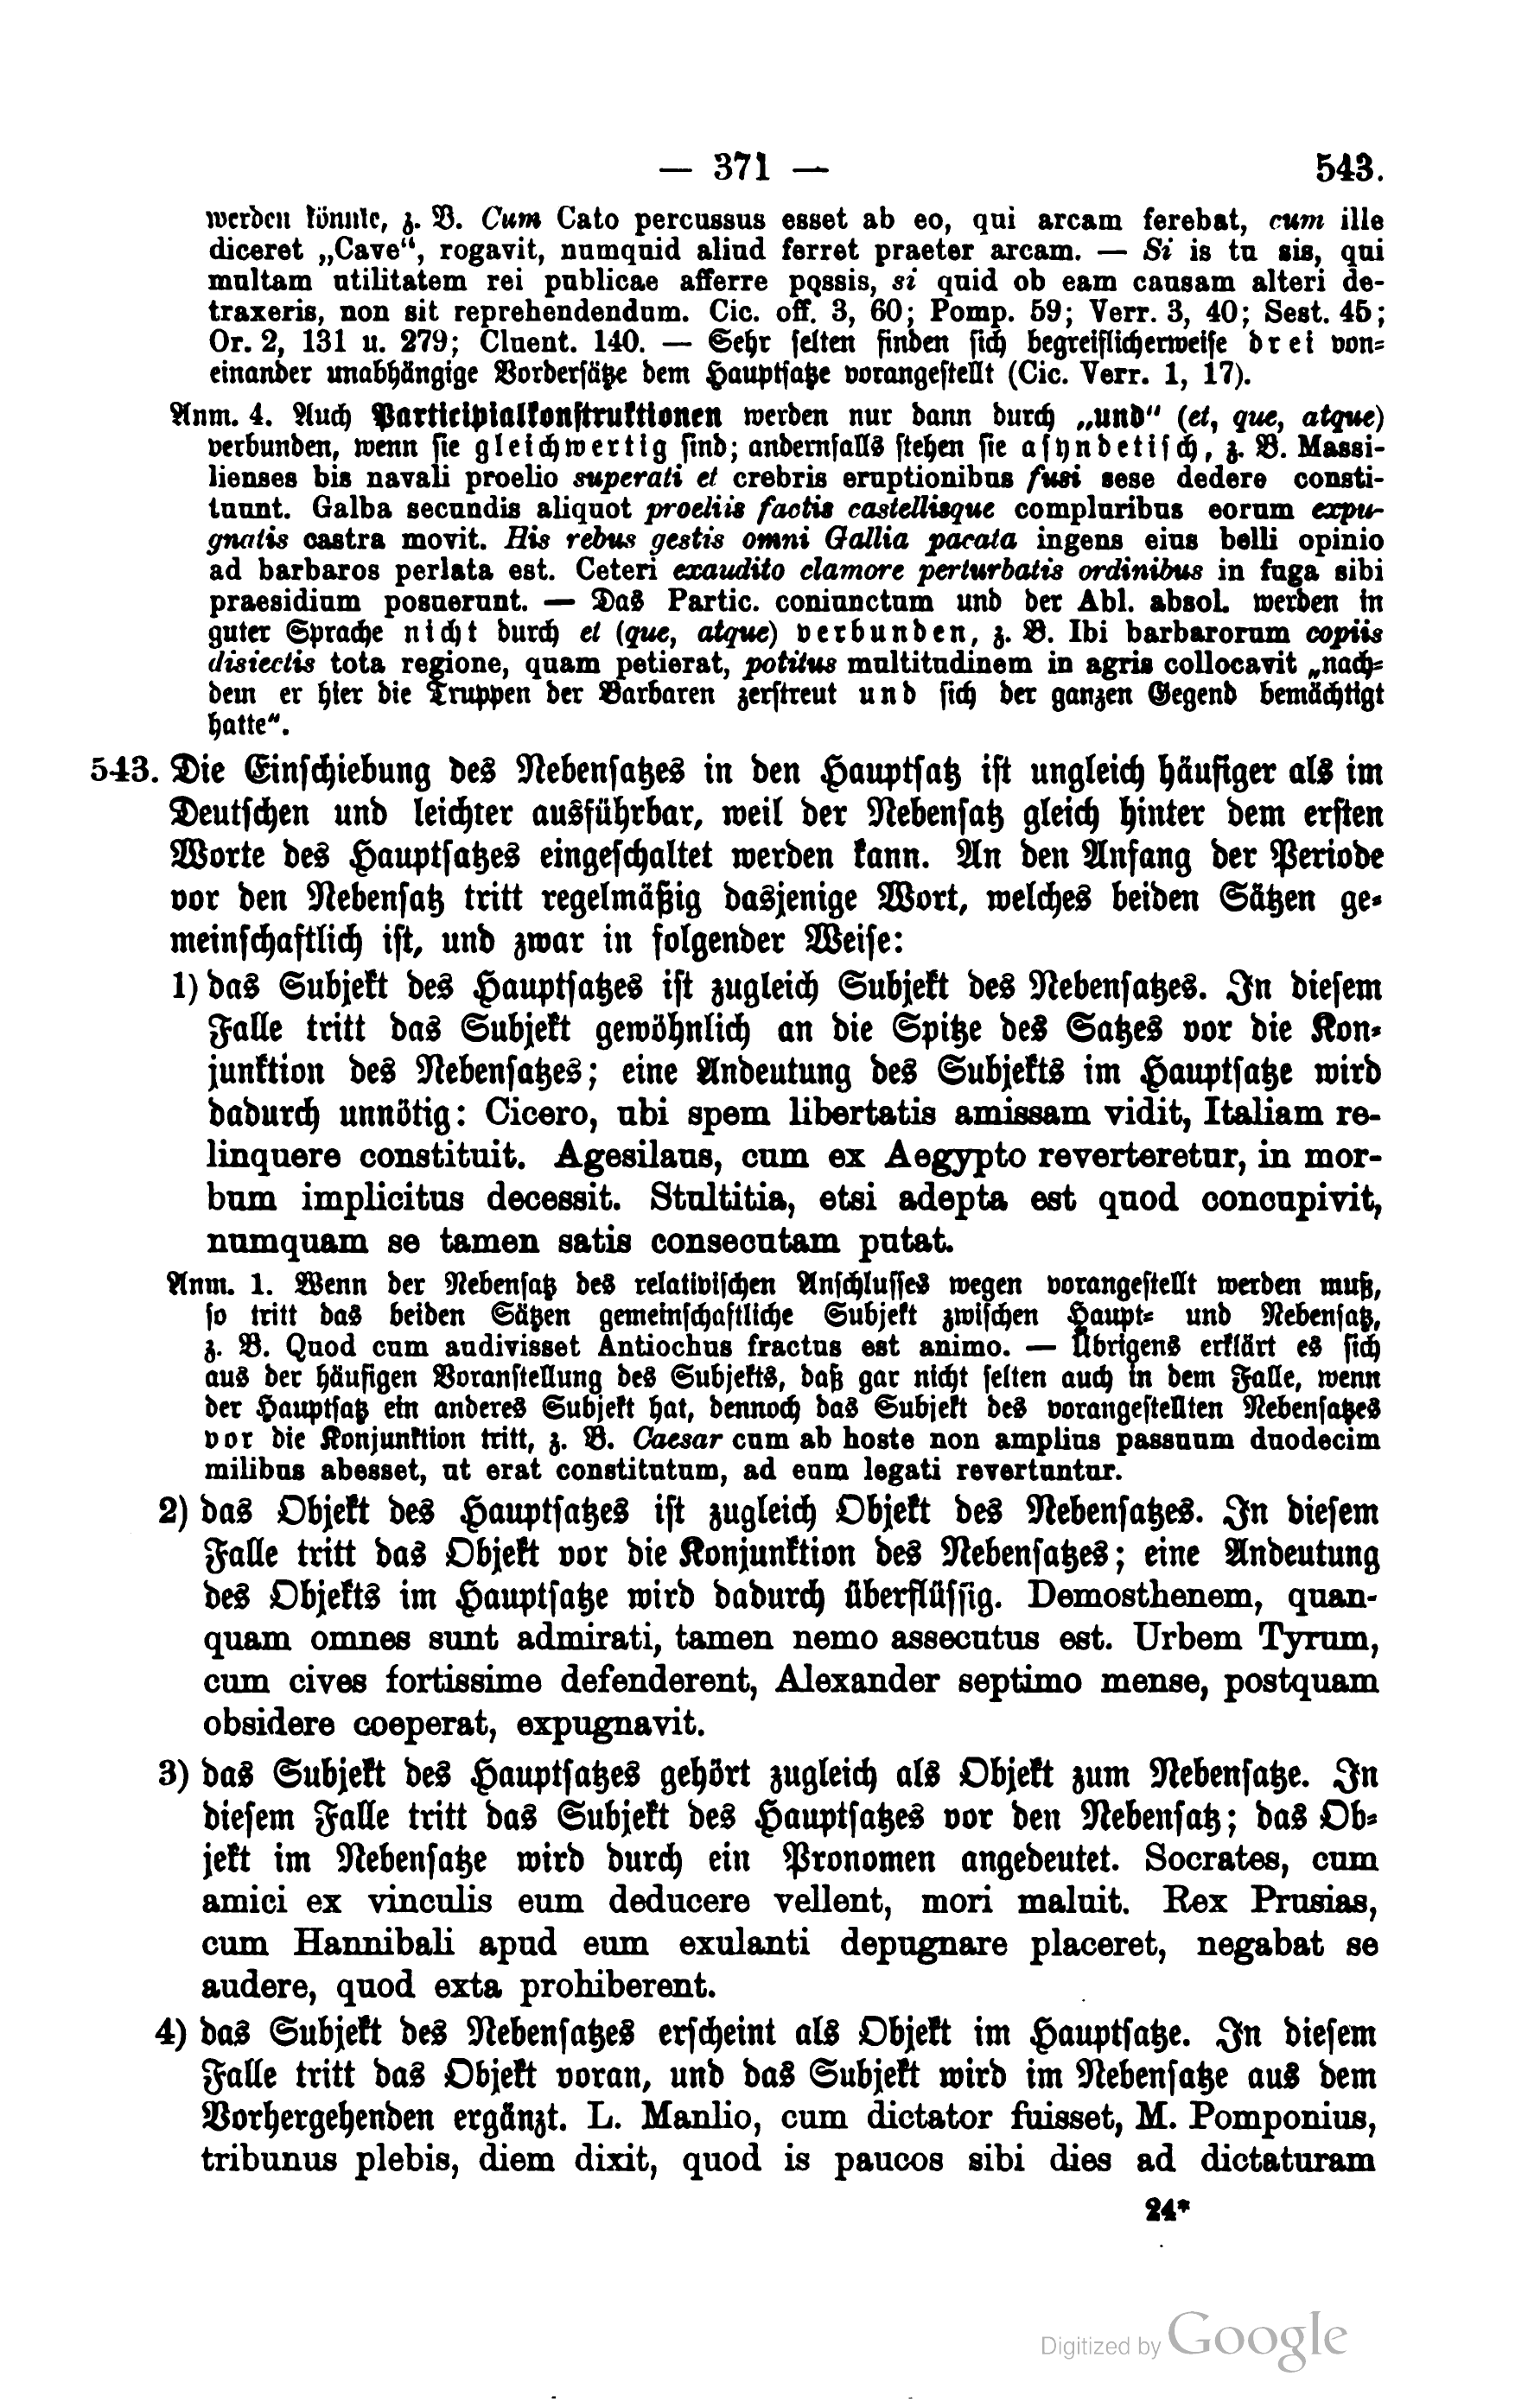 — 371 — 543.
werden könnte, z. B. Cum Cato percussus esset ab eo, qui arcam ferebat, cum ille
diceret „Cave“, rogavit, numquid aliud ferret praeter arcam. — Si is tu sis, qui
multam utilitatem rei publicae afferre possis, si quid ob eam causam alteri de-
traxeris, non sit reprehendendum. Cic. off. 3, 60; Pomp. 59; Verr. 3, 40; Sest. 45;
Or. 2, 131 u. 279; Cluent. 140. — Sehr selten finden sich begreiflicherweise drei von-
einander unabhängige Vordersätze dem Hauptsatze vorangestellt (Cic. Verr. 1, 17).
Anm. 4. Auch Participialkonstruktionen werden nur dann durch „und“ (et, que, atque)
verbunden, wenn sie gleichwertig sind; andernfalls stehen sie asyndetisch, z. B. Massi-
lienses bis navali proelio superati et crebris eruptionibus fusi sese dedere consti-
tuunt. Galba secundis aliquot proeliis factis castellisque compluribus eorum expu-
gnatis castra movit. His rebus gestis omni Gallia pacata ingens eius belli opinio
ad barbaros perlata est. Ceteri exaudito clamore perturbatis ordinibus in fuga sibi
praesidium posuerunt. — Das Partic. coniunctum und der Abl. absol. werden in
guter Sprache nicht durch et (que, atque) verbunden, z. B. Ibi barbarorum copiis
disiectis tota regione, quam petierat, potitus multitudinem in agris collocavit „nach-
dem er hier die Truppen der Barbaren zerstreut und sich der ganzen Gegend bemächtigt
hatte“.
543. Die Einschiebung des Nebensatzes in den Hauptsatz ist ungleich häufiger als im
Deutschen und leichter ausführbar, weil der Nebensatz gleich hinter dem ersten
Worte des Hauptsatzes eingeschaltet werden kann. An den Anfang der Periode
vor den Nebensatz tritt regelmäßig dasjenige Wort, welches beiden Sätzen ge-
meinschaftlich ist, und zwar in folgender Weise:
1) das Subjekt des Hauptsatzes ist zugleich Subjekt des Nebensatzes. In diesem
Falle tritt das Subjekt gewöhnlich an die Spitze des Satzes vor die Kon-
junktion des Nebensatzes; eine Andeutung des Subjekts im Hauptsatze wird
dadurch unnötig: Cicero, ubi spem libertatis amissam vidit, Italiam re-
linquere constituit. Agesilaus, cum ex Aegypto reverteretur, in mor-
bum implicitus decessit. Stultitia, etsi adepta est quod concupivit,
numquam se tamen satis consecutam putat.
Anm. 1. Wenn der Nebensatz des relativischen Anschlusses wegen vorangestellt werden muß,
so tritt das beiden Sätzen gemeinschaftliche Subjekt zwischen Haupt- und Nebensatz,
z. B. Quod cum audivisset Antiochus fractus est animo. — Übrigens erklärt es sich
aus der häufigen Voranstellung des Subjekts, daß gar nicht selten auch in dem Falle, wenn
der Hauptsatz ein anderes Subjekt hat, dennoch das Subjekt des vorangestellten Nebensatzes
vor die Konjunktion tritt, z. B. Caesar cum ab hoste non amplius passuum duodecim
milibus abesset, ut erat constitutum, ad eum legati revertuntur.
2) das Objekt des Hauptsatzes ist zugleich Objekt des Nebensatzes. In diesem
Falle tritt das Objekt vor die Konjunktion des Nebensatzes; eine Andeutung
des Objekts im Hauptsatze wird dadurch überflüssig. Demosthenem, quan-
quam omnes sunt admirati, tamen nemo assecutus est. Urbem Tyrum,
cum cives fortissime defenderent, Alexander septimo mense, postquam
obsidere coeperat, expugnavit.
3) das Subjekt des Hauptsatzes gehört zugleich als Objekt zum Nebensatze. In
diesem Falle tritt das Subjekt des Hauptsatzes vor den Nebensatz; das Ob-
jekt im Nebensatze wird durch ein Pronomen angedeutet. Socrates, cum
amici ex vinculis eum deducere vellent, mori maluit. Rex Prusias,
cum Hannibali apud eum exulanti depugnare placeret, negabat se
audere, quod exta prohiberent.
4) das Subjekt des Nebensatzes erscheint als Objekt im Hauptsatze. In diesem
Falle tritt das Objekt voran, und das Subjekt wird im Nebensatze aus dem
Vorhergehenden ergänzt. L. Manlio, cum dictator fuisset, M. Pomponius,
tribunus plebis, diem dixit, quod is paucos sibi dies ad dictaturam
24*
Digitized by Google